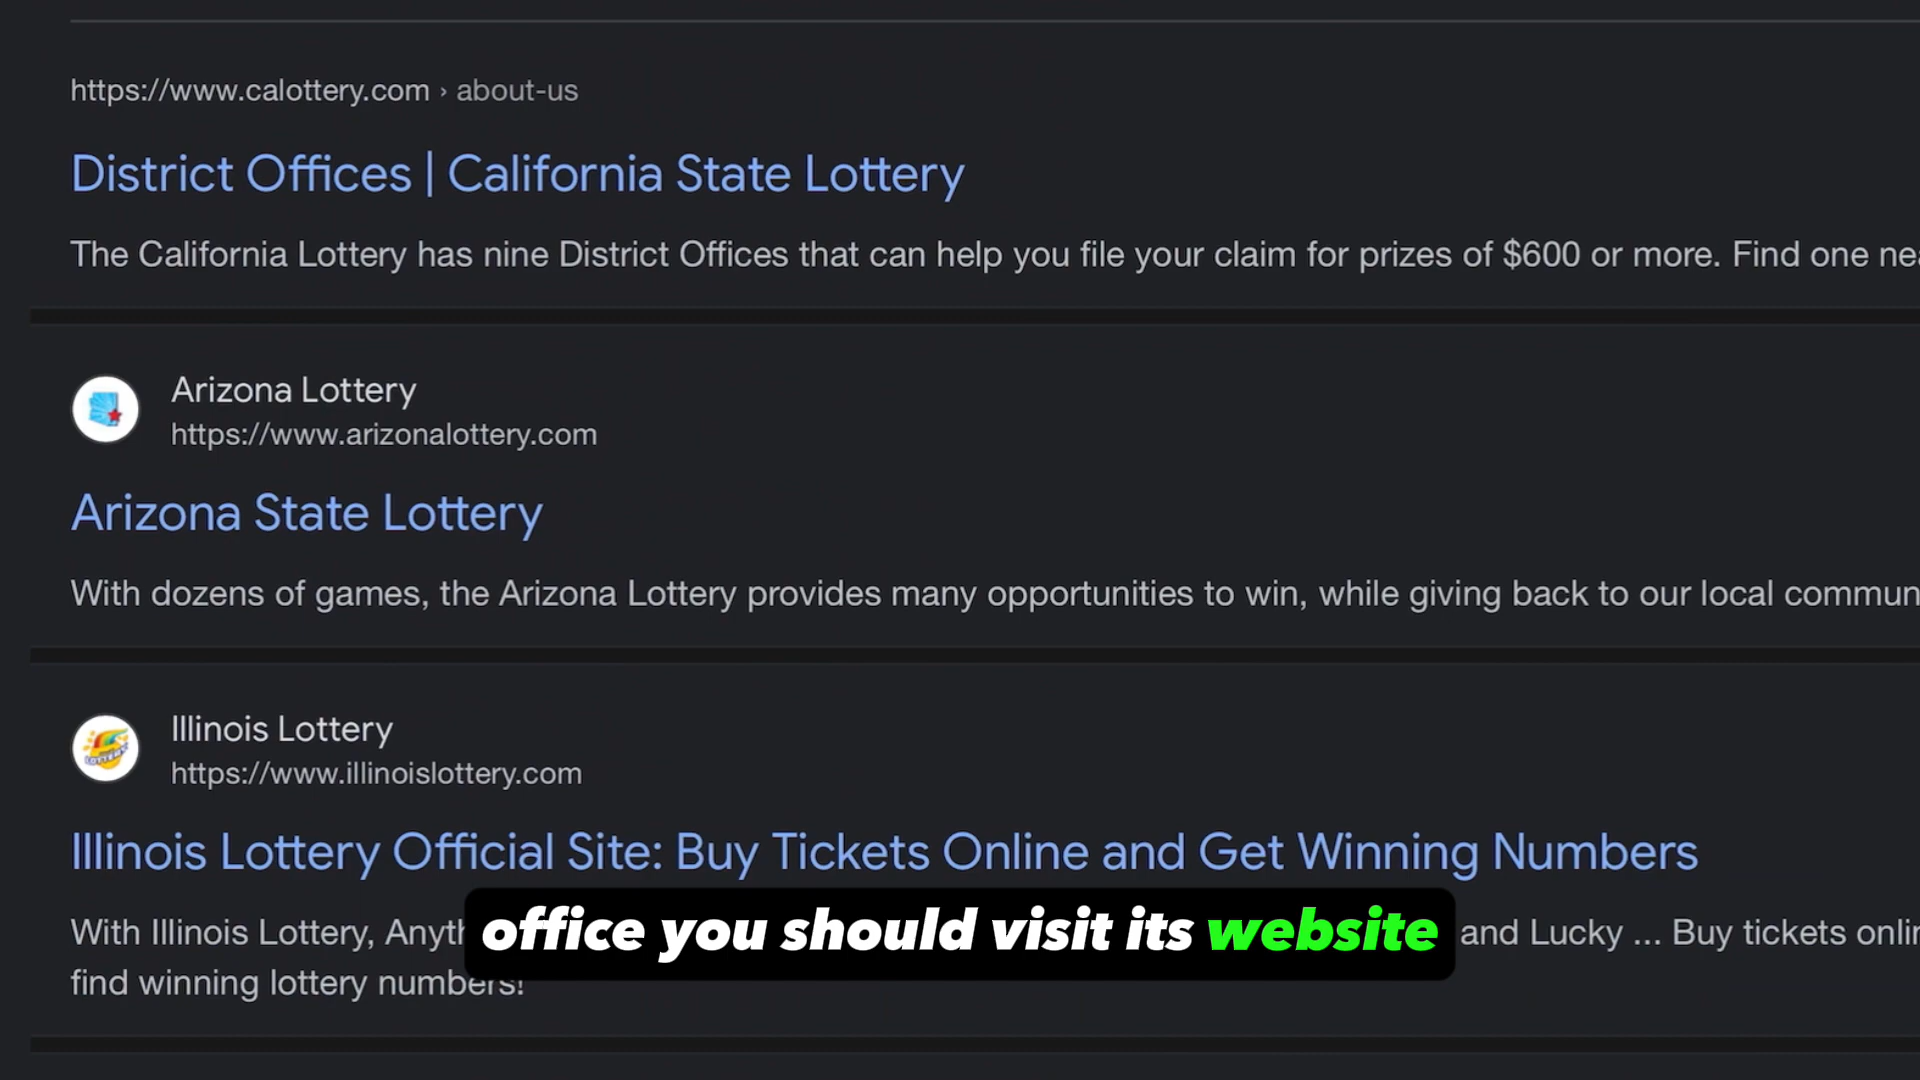 https://www.calottery.com › about-us
District Offices | California State Lottery
The California Lottery has nine District Offices that can help you file your claim for prizes of $600 or more. Find one
Arizona Lottery
https://www.arizonalottery.com
Arizona State Lottery
With dozens of games, the Arizona Lottery provides many opportunities to win, while giving back to our local
Illinois Lottery
https://www.illinoislottery.com
Illinois Lottery Official Site: Buy Tickets Online and Get Winning Numbers
With Illinois Lottery, and Lucky ... Buy tickets
office you should visit its website
find winning lottery numbers!